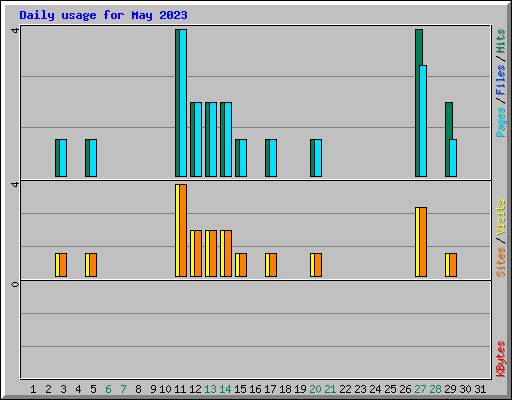 Daily usage for May 2023
4
Pages / Files / Hits
4
Sites / Visits
0
KBytes
1 2 3 4 5 6 7 8 9 10 11 12 13 14 15 16 17 18 19 20 21 22 23 24 25 26 27 28 29 30 31